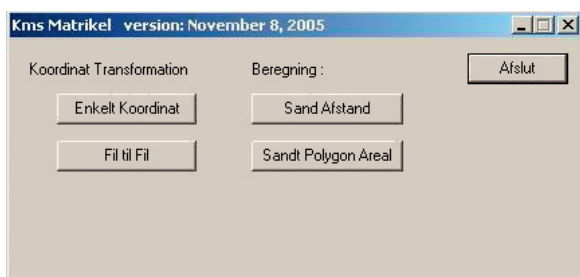 Kms Matrikel version: November 8, 2005
Koordinat Transformation
Beregning :
Afslut
Enkelt Koordinat
Sand Afstand
Fil til Fil
Sandt Polygon Areal